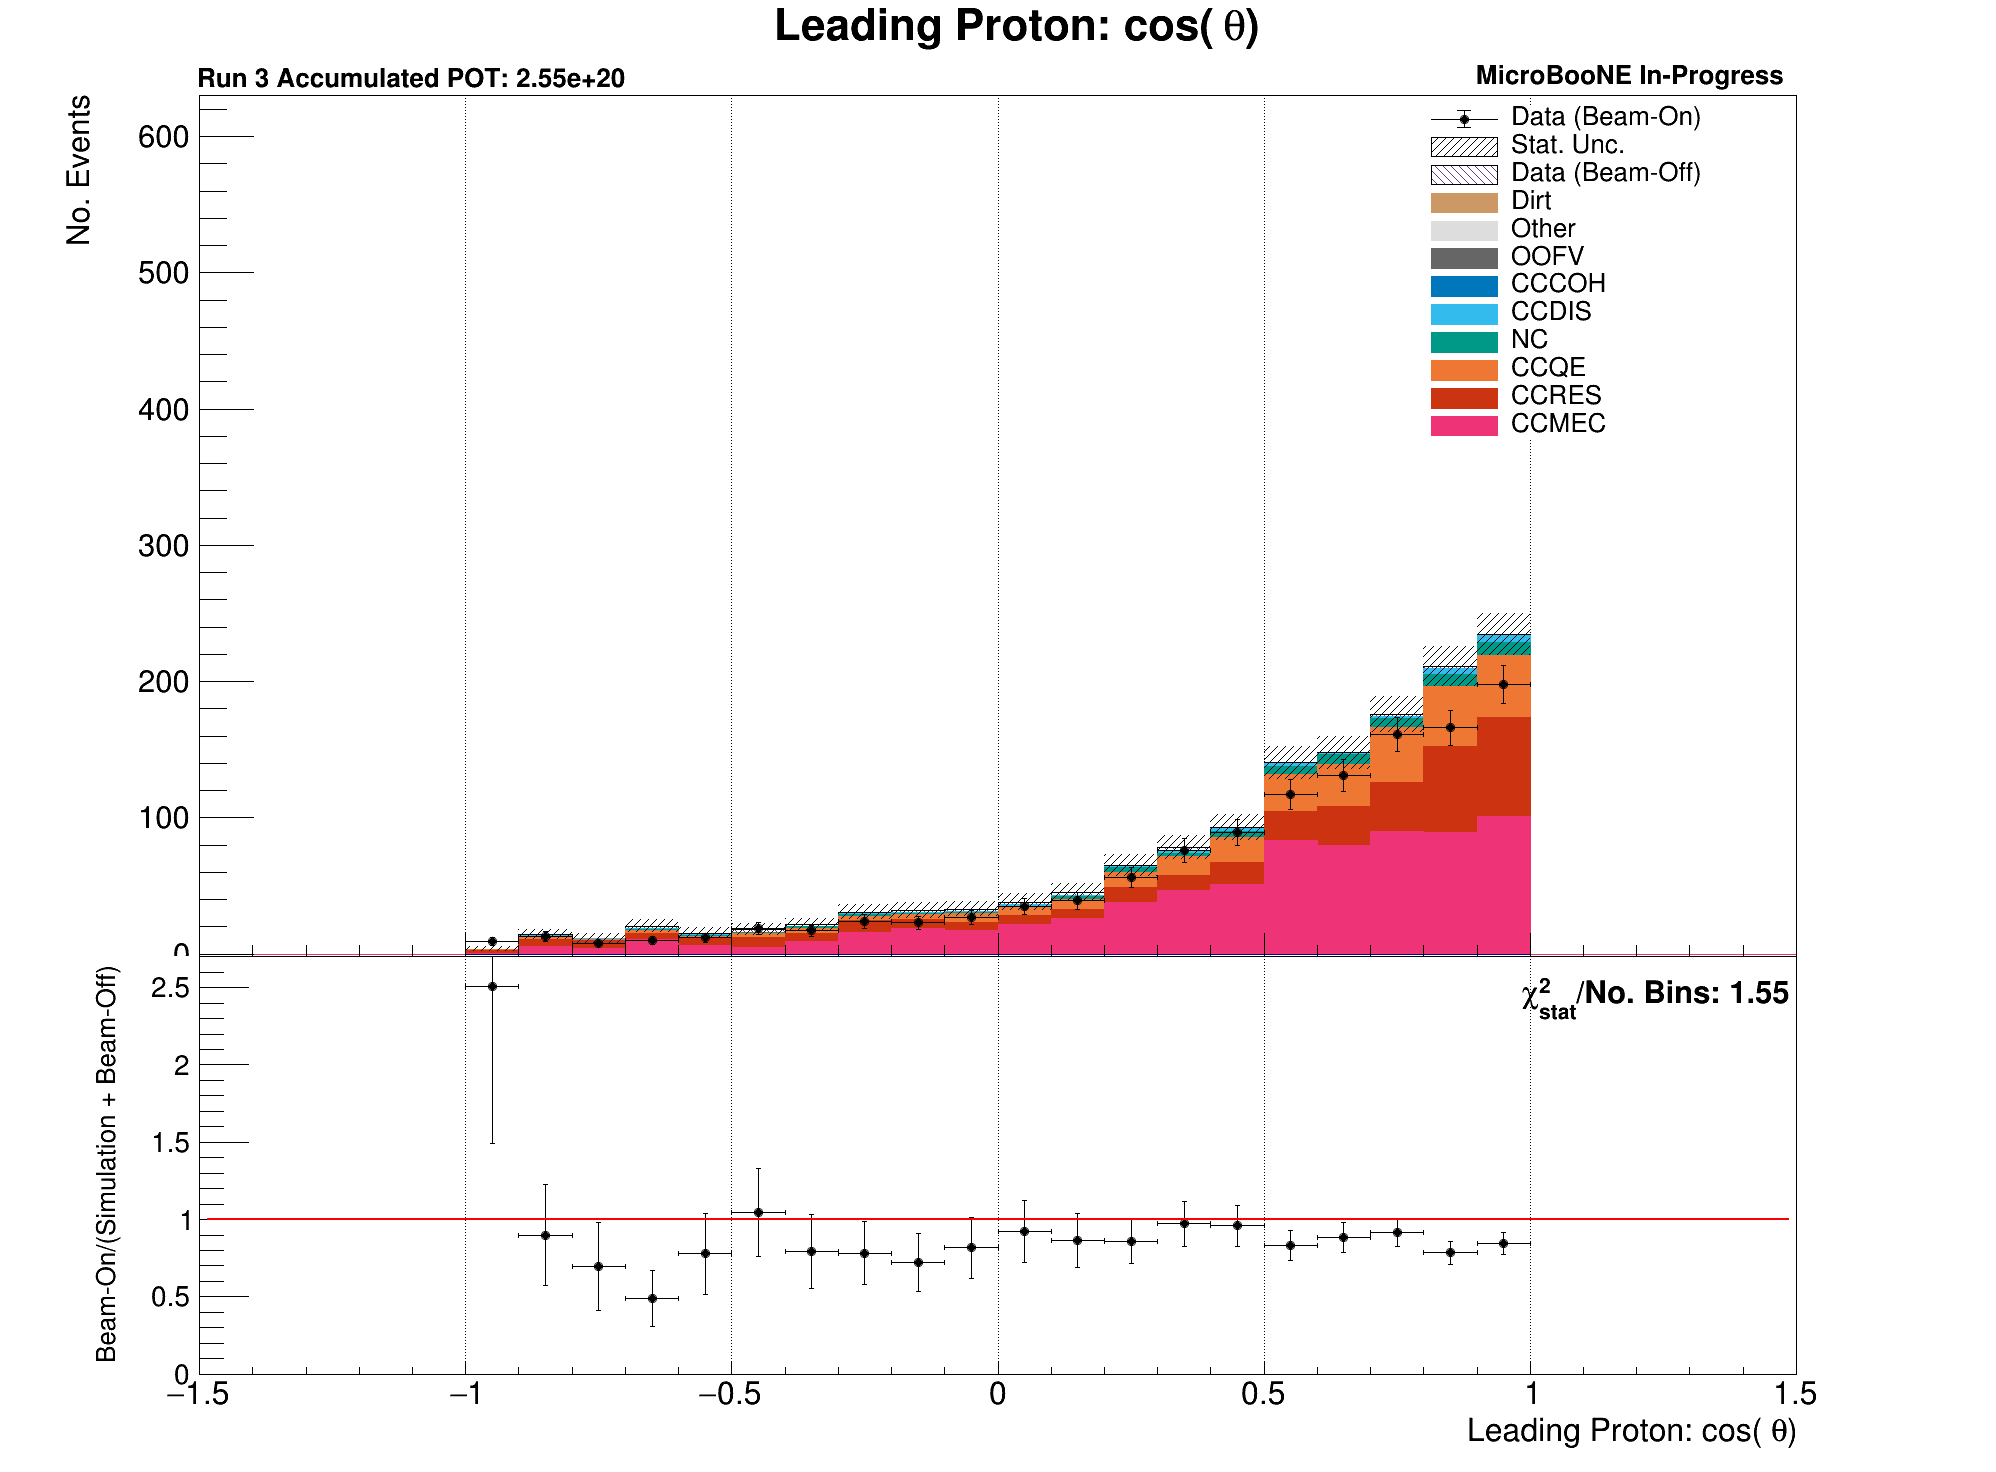 Leading Proton: cos( θ)
Run 3 Accumulated POT: 2.55e+20
MicroBooNE In-Progress
No. Events
600
500
400
300
200
100
0
Data (Beam-On)
Stat. Unc.
Data (Beam-Off)
Dirt
Other
OOFV
CCCOH
CCDIS
NC
CCQE
CCRES
CCMEC
Beam-On/(Simulation + Beam-Off)
2.5
2
1.5
1
0.5
0
χ²stat/No. Bins: 1.55
−1.5 −1 −0.5 0 0.5 1 1.5
Leading Proton: cos( θ)